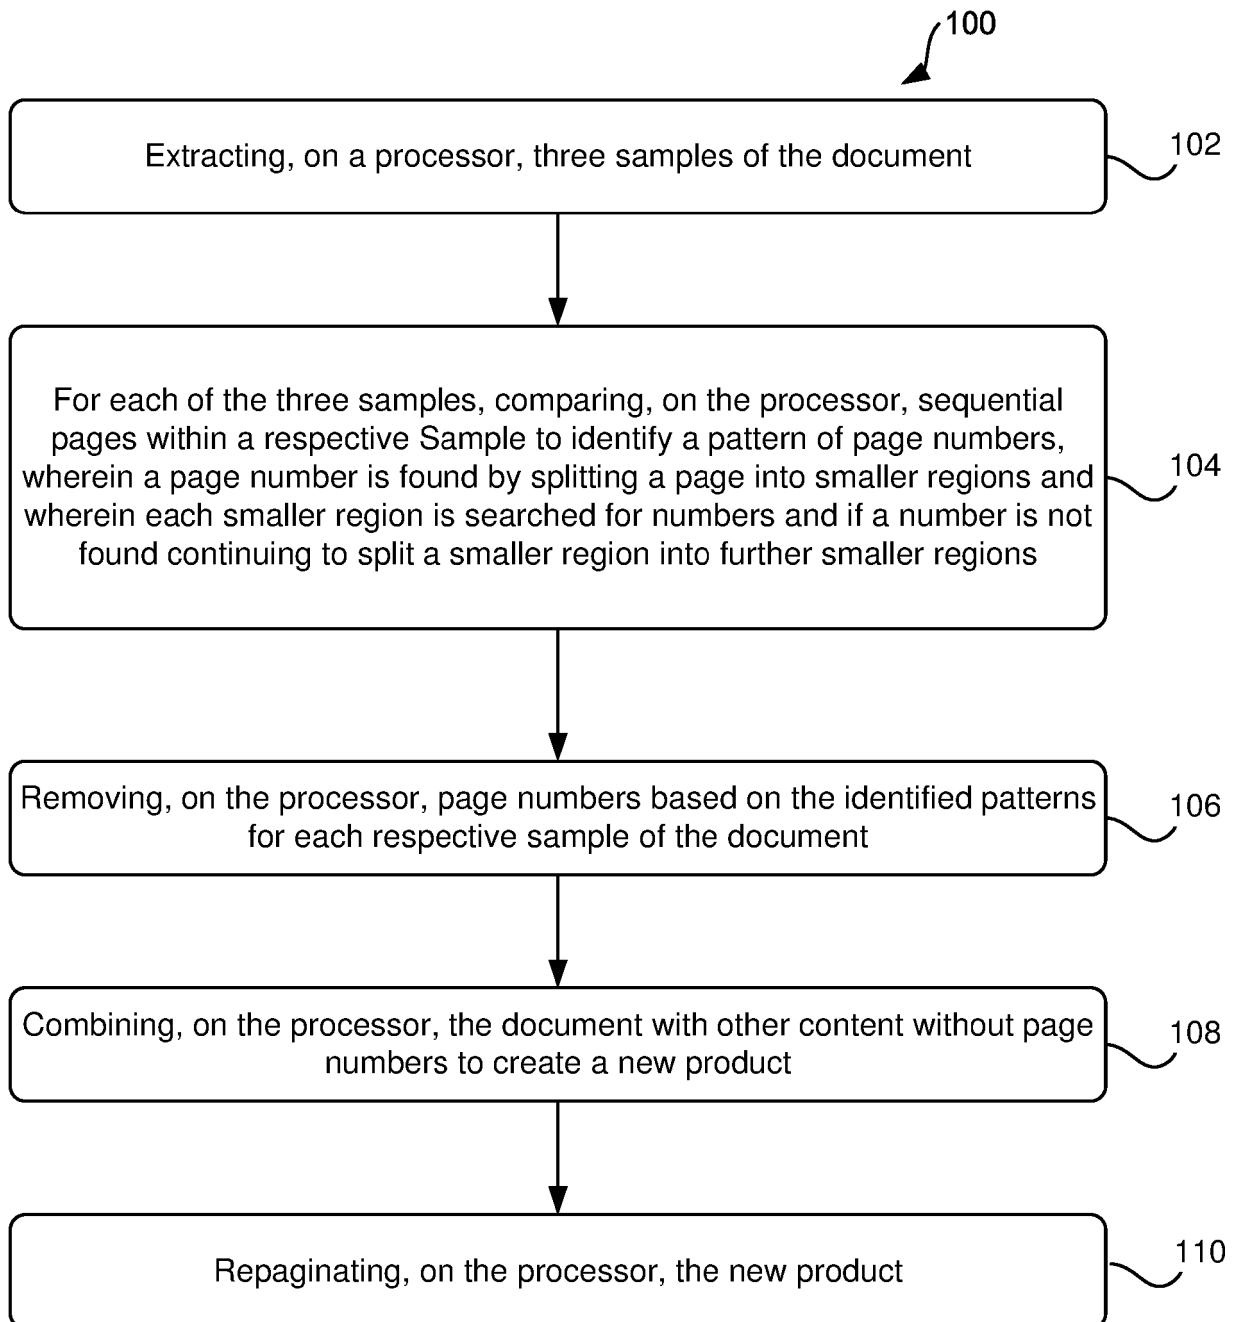 100
Extracting, on a processor, three samples of the document
102
For each of the three samples, comparing, on the processor, sequential
pages within a respective Sample to identify a pattern of page numbers,
wherein a page number is found by splitting a page into smaller regions and
wherein each smaller region is searched for numbers and if a number is not
found continuing to split a smaller region into further smaller regions
104
Removing, on the processor, page numbers based on the identified patterns
for each respective sample of the document
106
Combining, on the processor, the document with other content without page
numbers to create a new product
108
Repaginating, on the processor, the new product
110